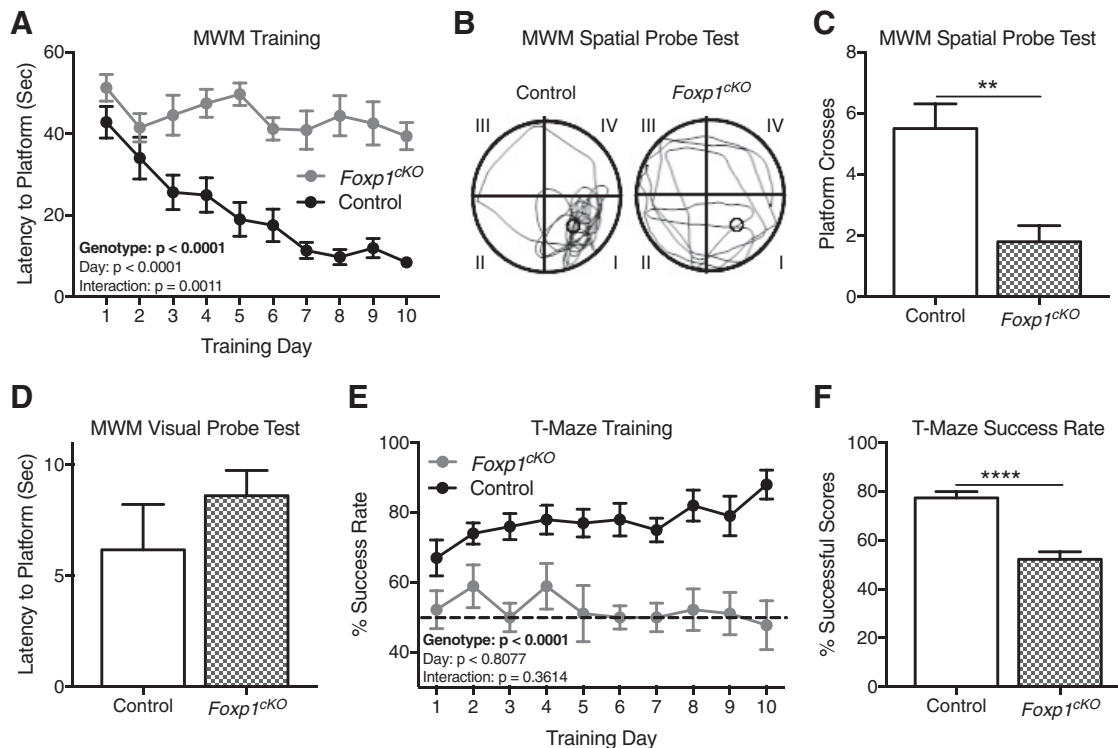 A
MWM Training
Latency to Platform (Sec)
60
40
20
0
Foxp1cKO
Control
Genotype: p < 0.0001
Day: p < 0.0001
Interaction: p = 0.0011
1 2 3 4 5 6 7 8 9 10
Training Day
B
MWM Spatial Probe Test
Control
Foxp1cKO
III IV
II I
III IV
II I
C
MWM Spatial Probe Test
Platform Crosses
8
6
4
2
0
**
Control Foxp1cKO
D
MWM Visual Probe Test
Latency to Platform (Sec)
10
5
0
Control Foxp1cKO
E
T-Maze Training
% Success Rate
100
80
60
40
Foxp1cKO
Control
Genotype: p < 0.0001
Day: p < 0.8077
Interaction: p = 0.3614
1 2 3 4 5 6 7 8 9 10
Training Day
F
T-Maze Success Rate
% Successful Scores
100
80
60
40
20
0
****
Control Foxp1cKO